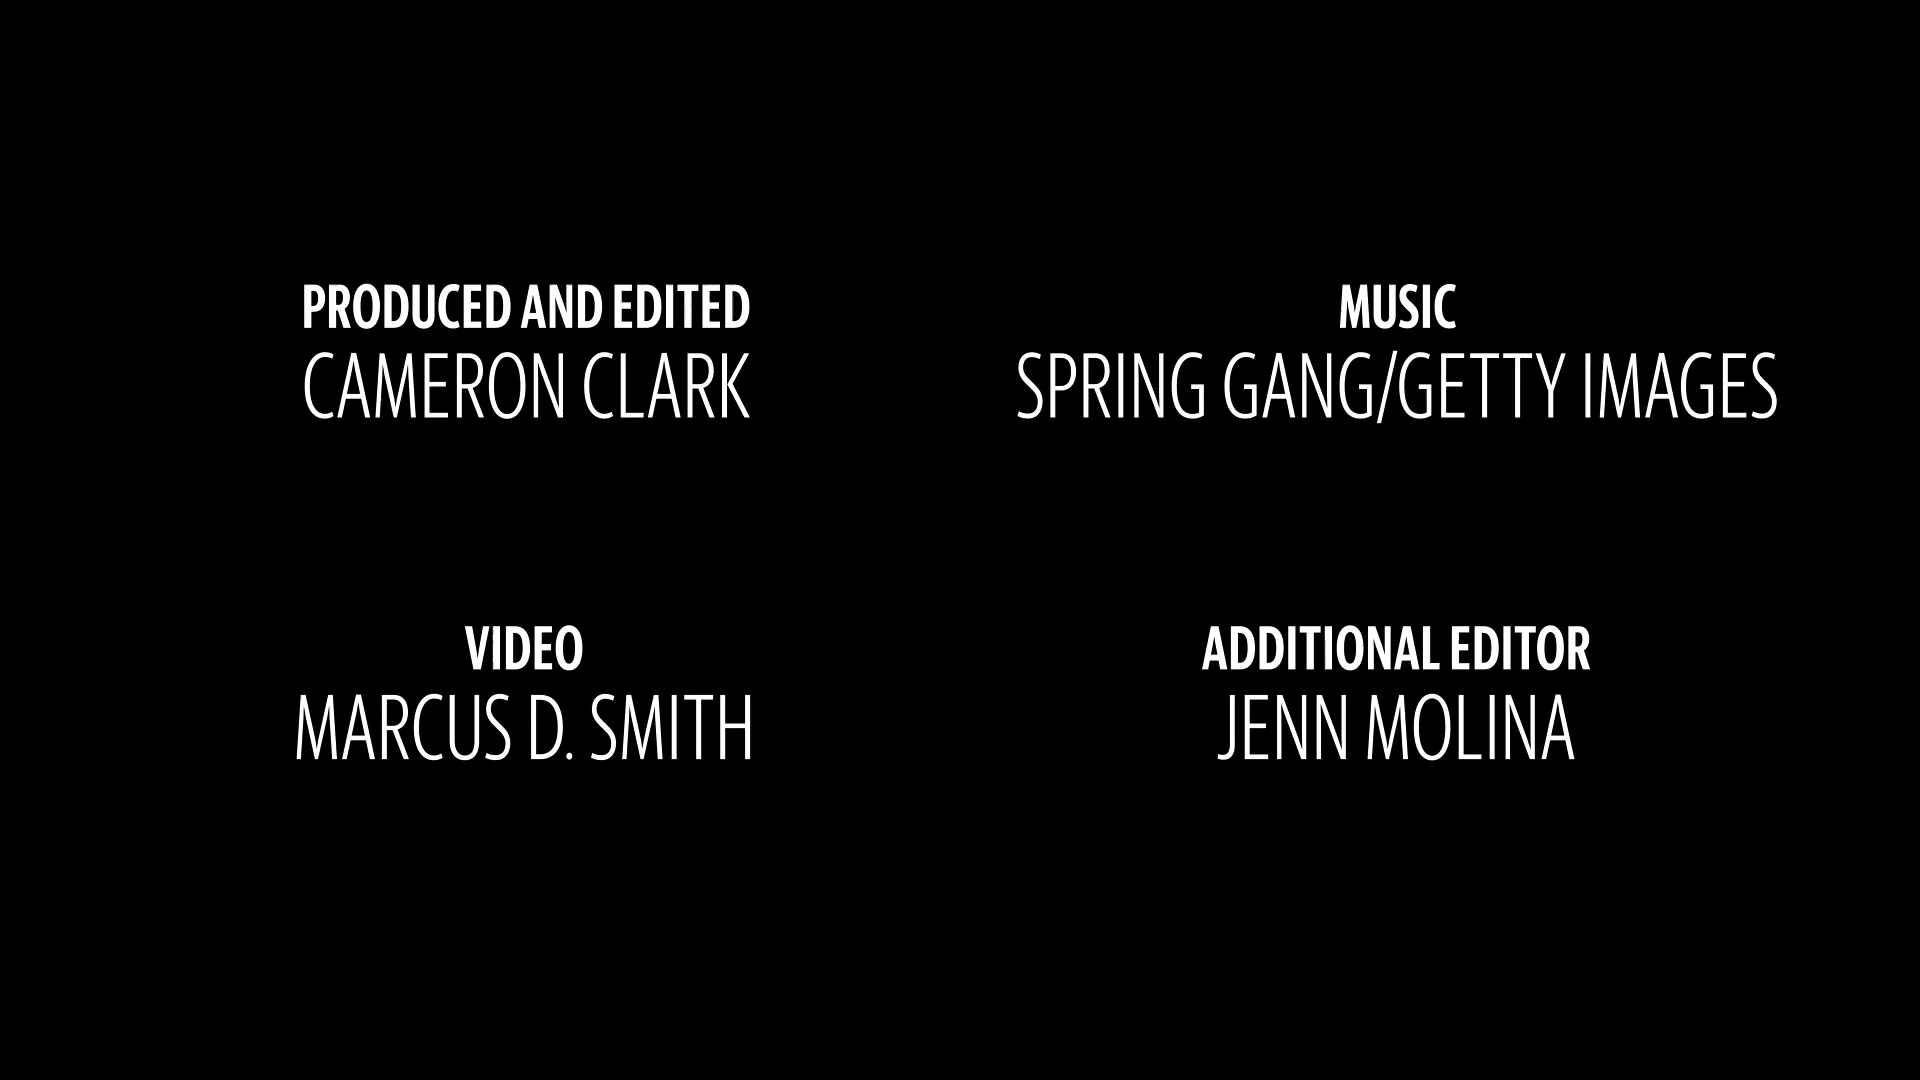 PRODUCED AND EDITED
CAMERON CLARK
MUSIC
SPRING GANG/GETTY IMAGES
VIDEO
MARCUS D. SMITH
ADDITIONAL EDITOR
JENN MOLINA